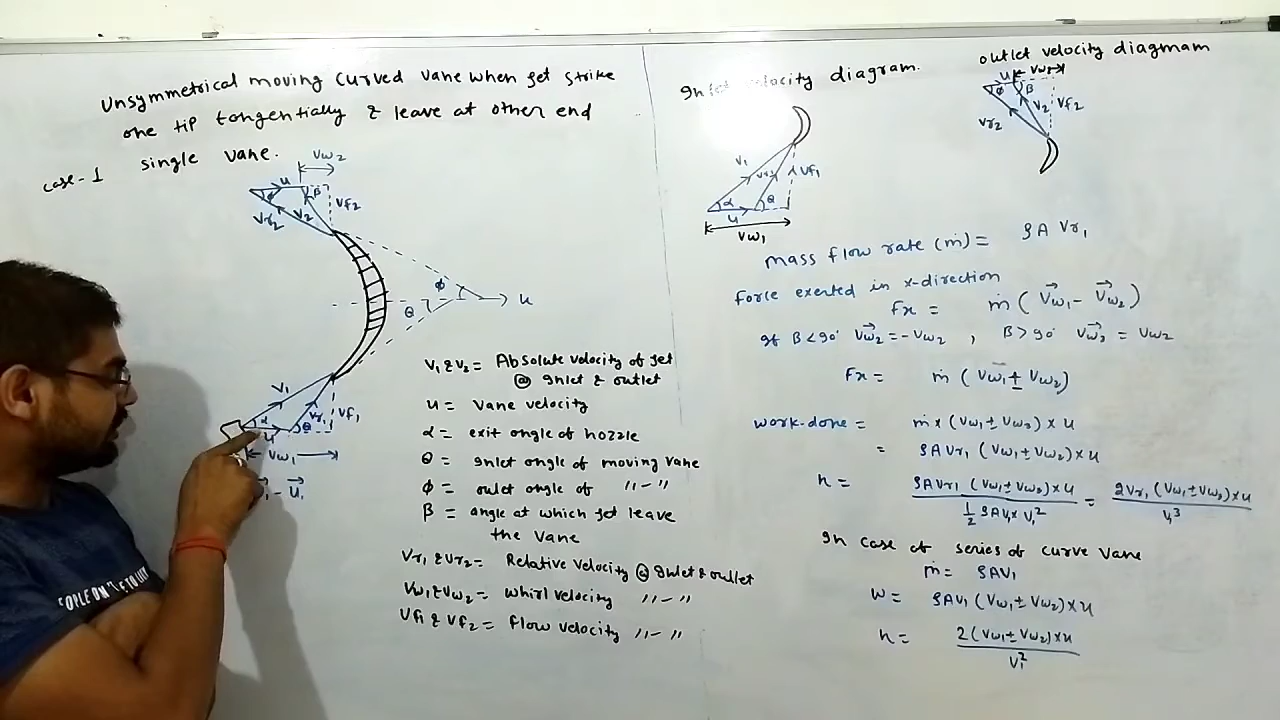 Unsymmetrical moving curved vane when jet strike
one tip tangentially & leave at other end
case-1 single vane.
Vw2
u
β
ϕ
Vf2
Vr2
V2
ϕ
θ
u
V1
α
Vr1
Vf1
θ
u
Vw1
V1 & V2 = Absolute velocity of jet
@ inlet & outlet
u = vane velocity
α = exit angle of nozzle
θ = inlet angle of moving vane
ϕ = oulet angle of "-"
β = angle at which jet leave
the vane
Vr1 & Vr2 = Relative velocity @ inlet & outlet
Vw1 & Vw2 = whirl velocity "-"
Vf1 & Vf2 = flow velocity "-"
velocity diagram.
V1
Vf1
α
θ
u
Vw1
outlet velocity diagmam
u
ϕ
β
Vr2
V2
Vf2
mass flow rate (ṁ) = ρA Vr1
Force exerted in x-direction
Fx = ṁ (V⃗w1 - V⃗w2)
If β<90° V⃗w2 = -Vw2 , β>90° V⃗w2 = Vw2
Fx = ṁ (Vw1 ± Vw2)
work-done = ṁ x (Vw1 ± Vw2) x u
= ρAVr1 (Vw1 ± Vw2) x u
η = ρAVr1 (Vw1 ± Vw2) x u / ½ ρAV1 x V1² = 2Vr1 (Vw1 ± Vw2) x u / V1³
In case of series of curve vane
ṁ = ρAV1
W = ρAV1 (Vw1 ± Vw2) x u
η = 2(Vw1 ± Vw2) x u / V1²